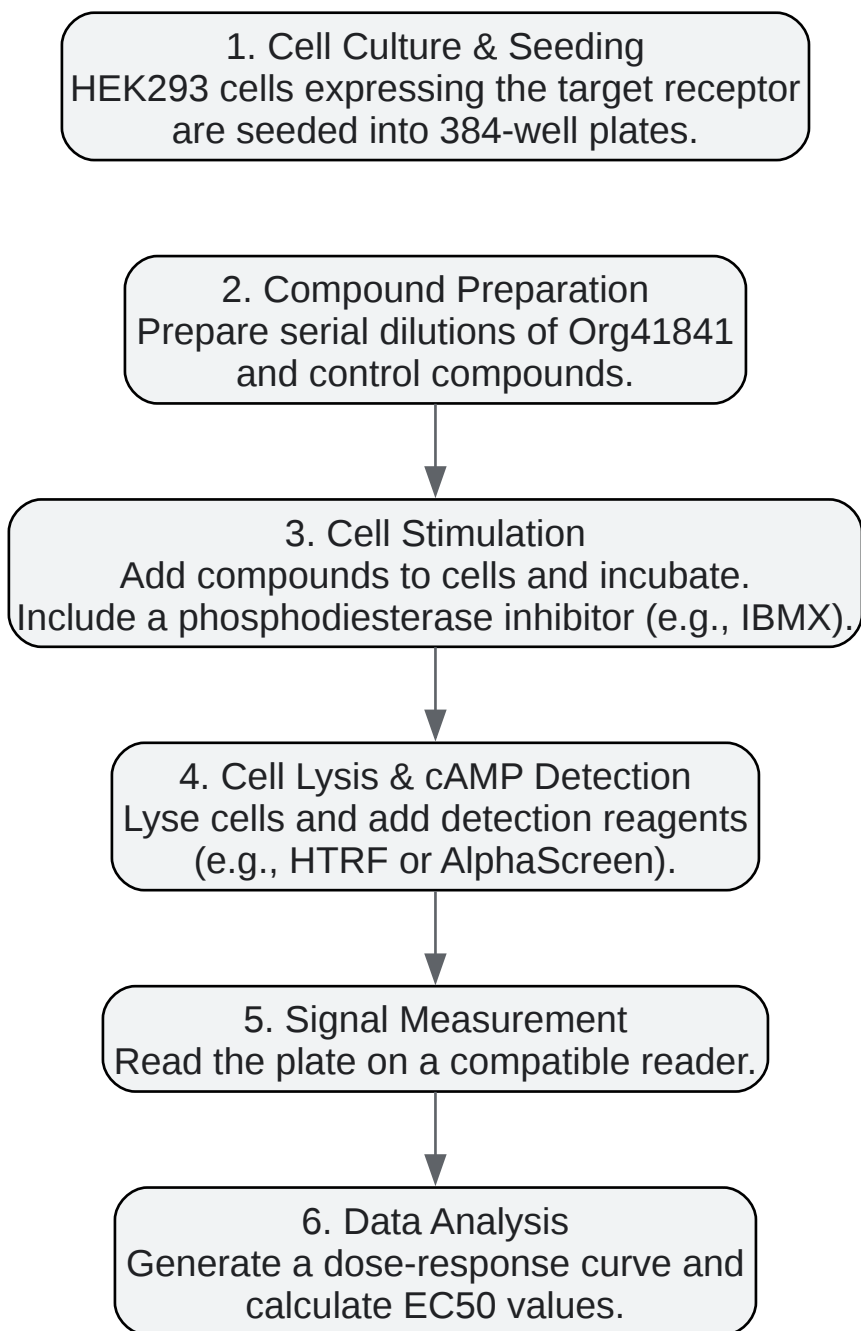 1. Cell Culture & Seeding
HEK293 cells expressing the target receptor
are seeded into 384-well plates.
2. Compound Preparation
Prepare serial dilutions of Org41841
and control compounds.
3. Cell Stimulation
Add compounds to cells and incubate.
Include a phosphodiesterase inhibitor (e.g., IBMX).
4. Cell Lysis & cAMP Detection
Lyse cells and add detection reagents
(e.g., HTRF or AlphaScreen).
5. Signal Measurement
Read the plate on a compatible reader.
6. Data Analysis
Generate a dose-response curve and
calculate EC50 values.